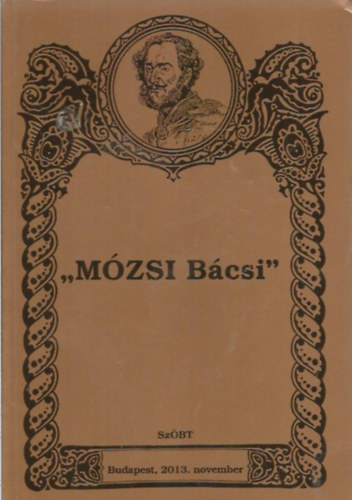 „MÓZSI Bácsi”
SzÖBT
Budapest, 2013. november